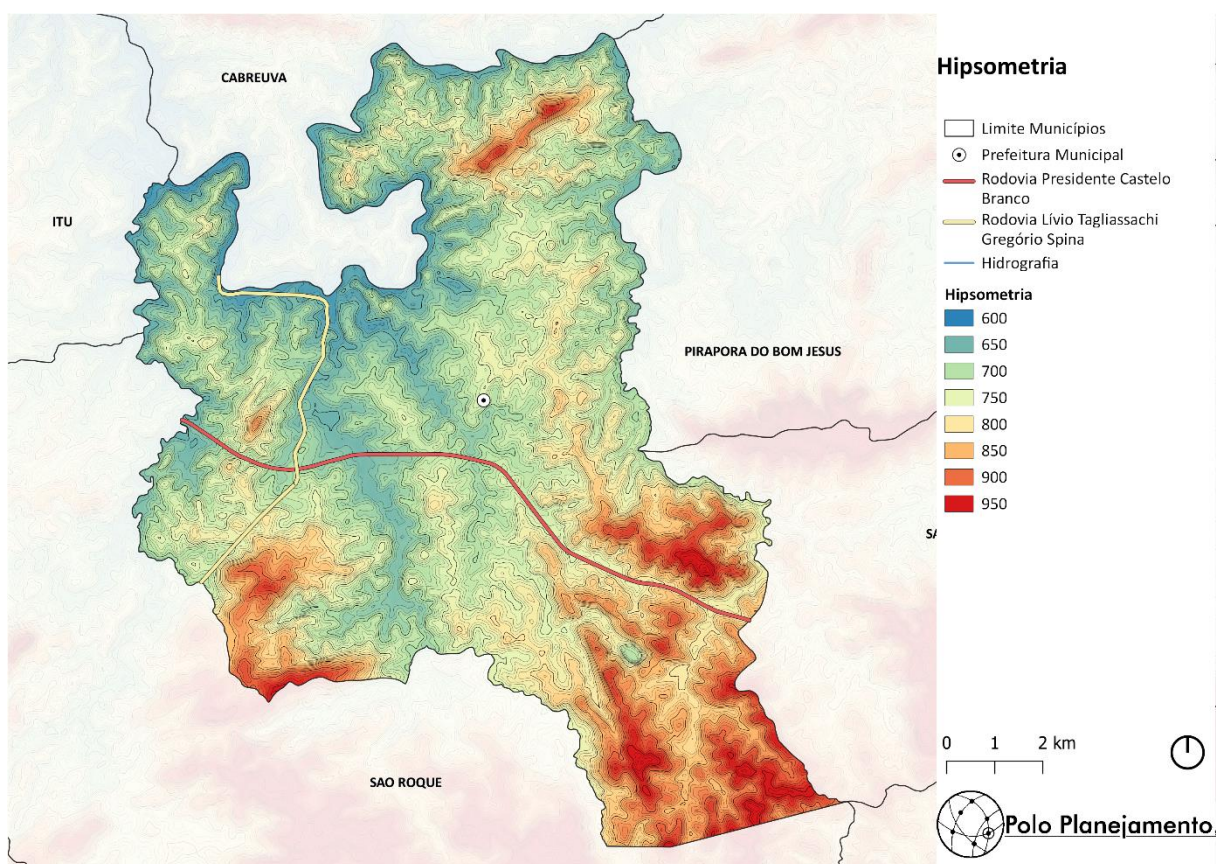 CABREUVA
ITU
PIRAPORA DO BOM JESUS
SA
SAO ROQUE
Hipsometria
Limite Municípios
Prefeitura Municipal
Rodovia Presidente Castelo
Branco
Rodovia Lívio Tagliassachi
Gregório Spina
Hidrografia
Hipsometria
600
650
700
750
800
850
900
950
0 1 2 km
Polo Planejamento.